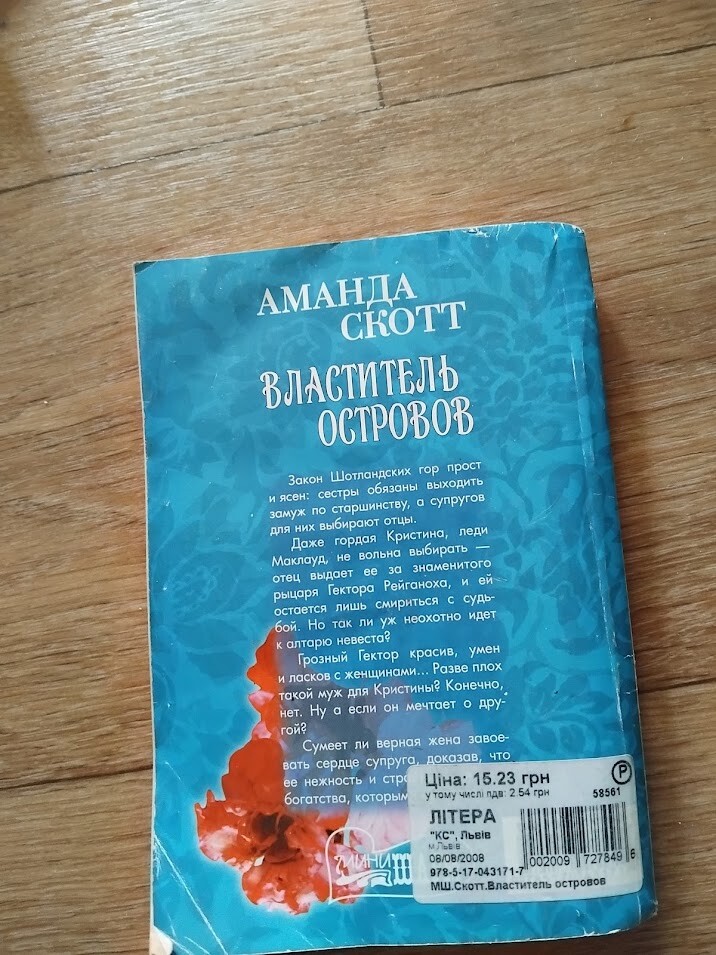 АМАНДА
СКОТТ
ВЛАСТИТЕЛЬ
ОСТРОВОВ
Закон Шотландских гор прост
и ясен: сестры обязаны выходить
замуж по старшинству, а супругов
для них выбирают отцы.
Даже гордая Кристина, леди
Маклауд, не вольна выбирать —
отец выдает ее за знаменитого
рыцаря Гектора Рейганоха, и ей
остается лишь смириться с судь-
бой. Но так ли уж неохотно идет
к алтарю невеста?
Грозный Гектор красив, умен
и ласков с женщинами... Разве плох
такой муж для Кристины? Конечно,
нет. Ну а если он мечтает о дру-
гой?
Сумеет ли верная жена завое-
вать сердце супруга, доказав, что
ее нежность и стра
богатства, которым
МИНИ
Ціна: 15.23 грн
у тому числі пдв: 2.54 грн
Р
58561
ЛІТЕРА
"КС", Львів
м.Львів
08/08/2008
002009 727849 6
978-5-17-043171-7
МШ.Скотт.Властитель островов